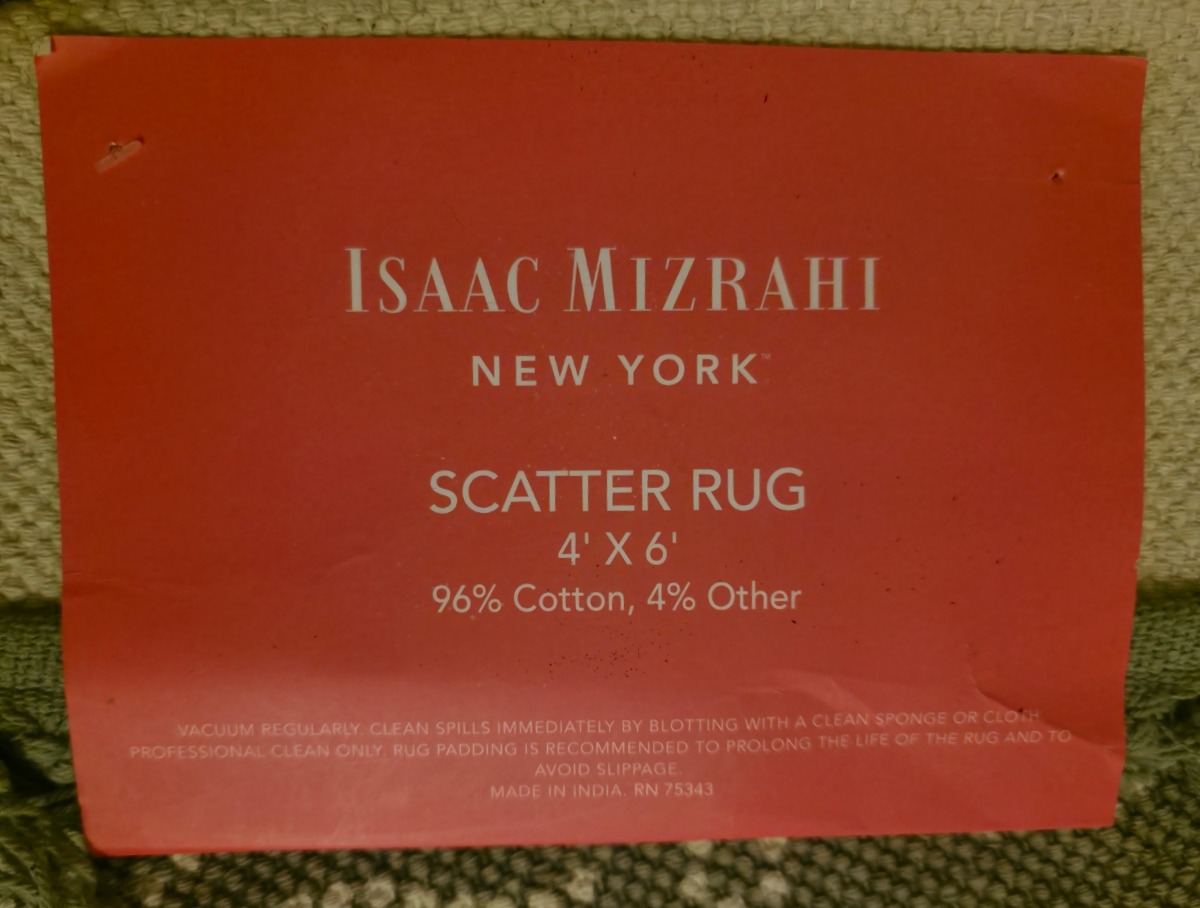 ISAAC MIZRAHI
NEW YORK™
SCATTER RUG
4' X 6'
96% Cotton, 4% Other
VACUUM REGULARLY. CLEAN SPILLS IMMEDIATELY BY BLOTTING WITH A CLEAN SPONGE OR CLOTH
PROFESSIONAL CLEAN ONLY. RUG PADDING IS RECOMMENDED TO PROLONG THE LIFE OF THE RUG AND TO
AVOID SLIPPAGE.
MADE IN INDIA. RN 75343